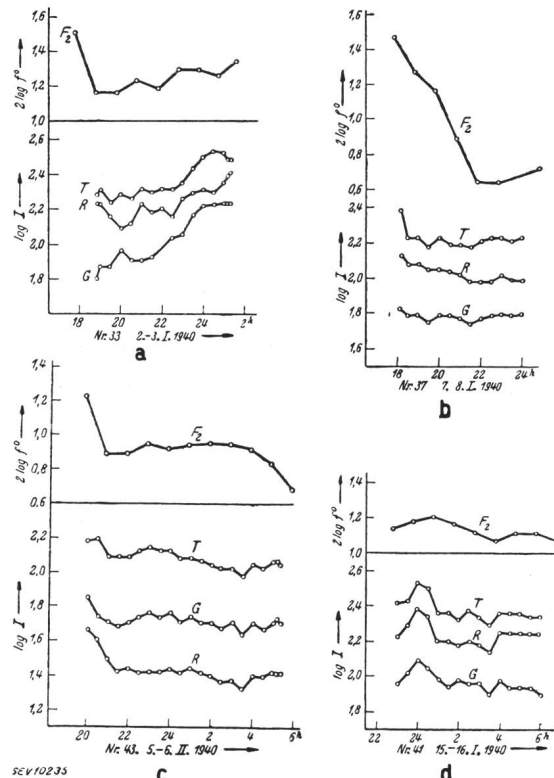 a
1,6
1,4
1,2
1,0
2 log f°
F₂
2,6
2,4
2,2
2,0
1,8
log I
T
R
G
18 20 22 24 2h
Nr. 33 2.-3. I. 1940
a
1,6
1,4
1,2
1,0
0,8
0,6
2 log f°
F₂
2,4
2,2
2,0
1,8
1,6
log I
T
R
G
18 20 22 24h
Nr. 37 7. 8. I. 1940
b
1,4
1,2
1,0
0,8
0,6
2 log f°
F₂
2,2
2,0
1,8
1,6
1,4
1,2
log I
T
G
R
20 22 24 2 4 6h
Nr. 43. 5.-6. II. 1940
c
SEV10235
1,4
1,2
1,0
2 log f°
F₂
2,6
2,4
2,2
2,0
1,8
log I
T
R
G
22 24 2 4 6h
Nr. 41 15.-16. I. 1940
d